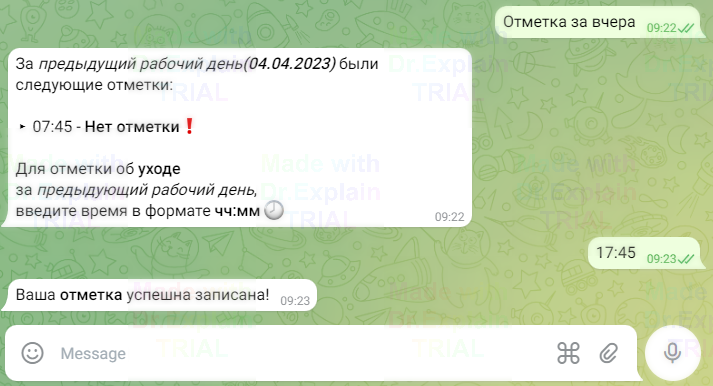 Отметка за вчера
09:22
За предыдущий рабочий день(04.04.2023) были
следующие отметки:
‣ 07:45 - Нет отметки❗
Для отметки об уходе
за предыдующий рабочий день,
введите время в формате чч:мм 🕗
09:22
17:45
09:23
Ваша отметка успешна записана!
09:23
Message
Made with
Dr.Explain
TRIAL